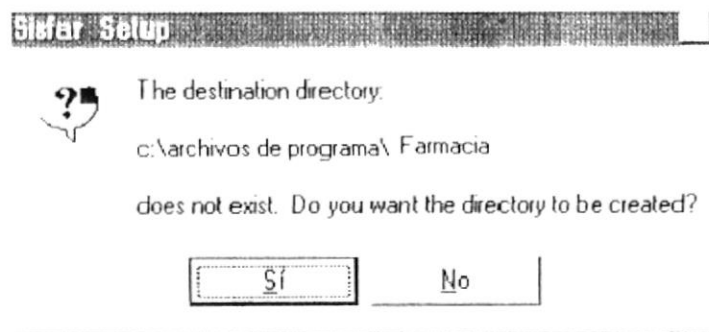 Sisfar Setup
The destination directory:
c:\archivos de programa\ Farmacia
does not exist. Do you want the directory to be created?
Sí No